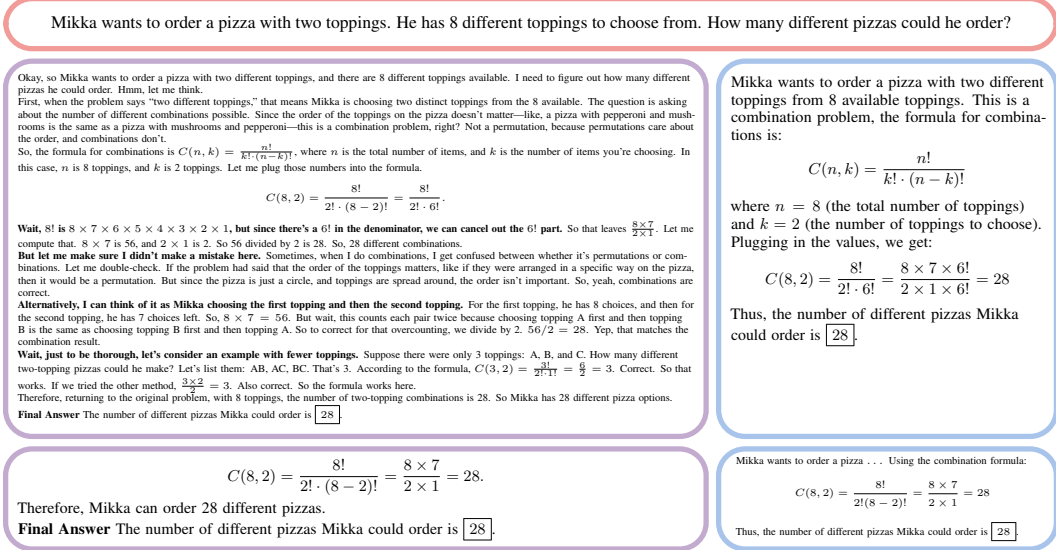 Mikka wants to order a pizza with two toppings. He has 8 different toppings to choose from. How many different pizzas could he order?
Okay, so Mikka wants to order a pizza with two different toppings, and there are 8 different toppings available. I need to figure out how many different
pizzas he could order. Hmm, let me think.
First, when the problem says “two different toppings,” that means Mikka is choosing two distinct toppings from the 8 available. The question is asking
about the number of different combinations possible. Since the order of the toppings on the pizza doesn't matter—like, a pizza with pepperoni and mush-
rooms is the same as a pizza with mushrooms and pepperoni—this is a combination problem, right? Not a permutation, because permutations care about
the order, and combinations don't.
So, the formula for combinations is C(n, k) = n!/(k!·(n−k)!), where n is the total number of items, and k is the number of items you're choosing. In
this case, n is 8 toppings, and k is 2 toppings. Let me plug those numbers into the formula.
C(8, 2) = 8!/(2! · (8 − 2)!) = 8!/(2! · 6!).
Wait, 8! is 8 × 7 × 6 × 5 × 4 × 3 × 2 × 1, but since there's a 6! in the denominator, we can cancel out the 6! part. So that leaves (8×7)/(2×1). Let me
compute that. 8 × 7 is 56, and 2 × 1 is 2. So 56 divided by 2 is 28. So, 28 different combinations.
But let me make sure I didn't make a mistake here. Sometimes, when I do combinations, I get confused between whether it's permutations or com-
binations. Let me double-check. If the problem had said that the order of the toppings matters, like if they were arranged in a specific way on the pizza,
then it would be a permutation. But since the pizza is just a circle, and toppings are spread around, the order isn't important. So, yeah, combinations are
correct.
Alternatively, I can think of it as Mikka choosing the first topping and then the second topping. For the first topping, he has 8 choices, and then for
the second topping, he has 7 choices left. So, 8 × 7 = 56. But wait, this counts each pair twice because choosing topping A first and then topping
B is the same as choosing topping B first and then topping A. So to correct for that overcounting, we divide by 2. 56/2 = 28. Yep, that matches the
combination result.
Wait, just to be thorough, let's consider an example with fewer toppings. Suppose there were only 3 toppings: A, B, and C. How many different
two-topping pizzas could he make? Let's list them: AB, AC, BC. That's 3. According to the formula, C(3, 2) = 3!/(2!·1!) = 6/2 = 3. Correct. So that
works. If we tried the other method, (3×2)/2 = 3. Also correct. So the formula works here.
Therefore, returning to the original problem, with 8 toppings, the number of two-topping combinations is 28. So Mikka has 28 different pizza options.
Final Answer The number of different pizzas Mikka could order is 28.
Mikka wants to order a pizza with two different
toppings from 8 available toppings. This is a
combination problem, the formula for combina-
tions is:
C(n, k) = n!/(k! · (n − k)!)
where n = 8 (the total number of toppings)
and k = 2 (the number of toppings to choose).
Plugging in the values, we get:
C(8, 2) = 8!/(2! · 6!) = (8 × 7 × 6!)/(2 × 1 × 6!) = 28
Thus, the number of different pizzas Mikka
could order is 28.
C(8, 2) = 8!/(2! · (8 − 2)!) = (8 × 7)/(2 × 1) = 28.
Therefore, Mikka can order 28 different pizzas.
Final Answer The number of different pizzas Mikka could order is 28.
Mikka wants to order a pizza . . . Using the combination formula:
C(8, 2) = 8!/(2!(8 − 2)!) = (8 × 7)/(2 × 1) = 28
Thus, the number of different pizzas Mikka could order is 28.